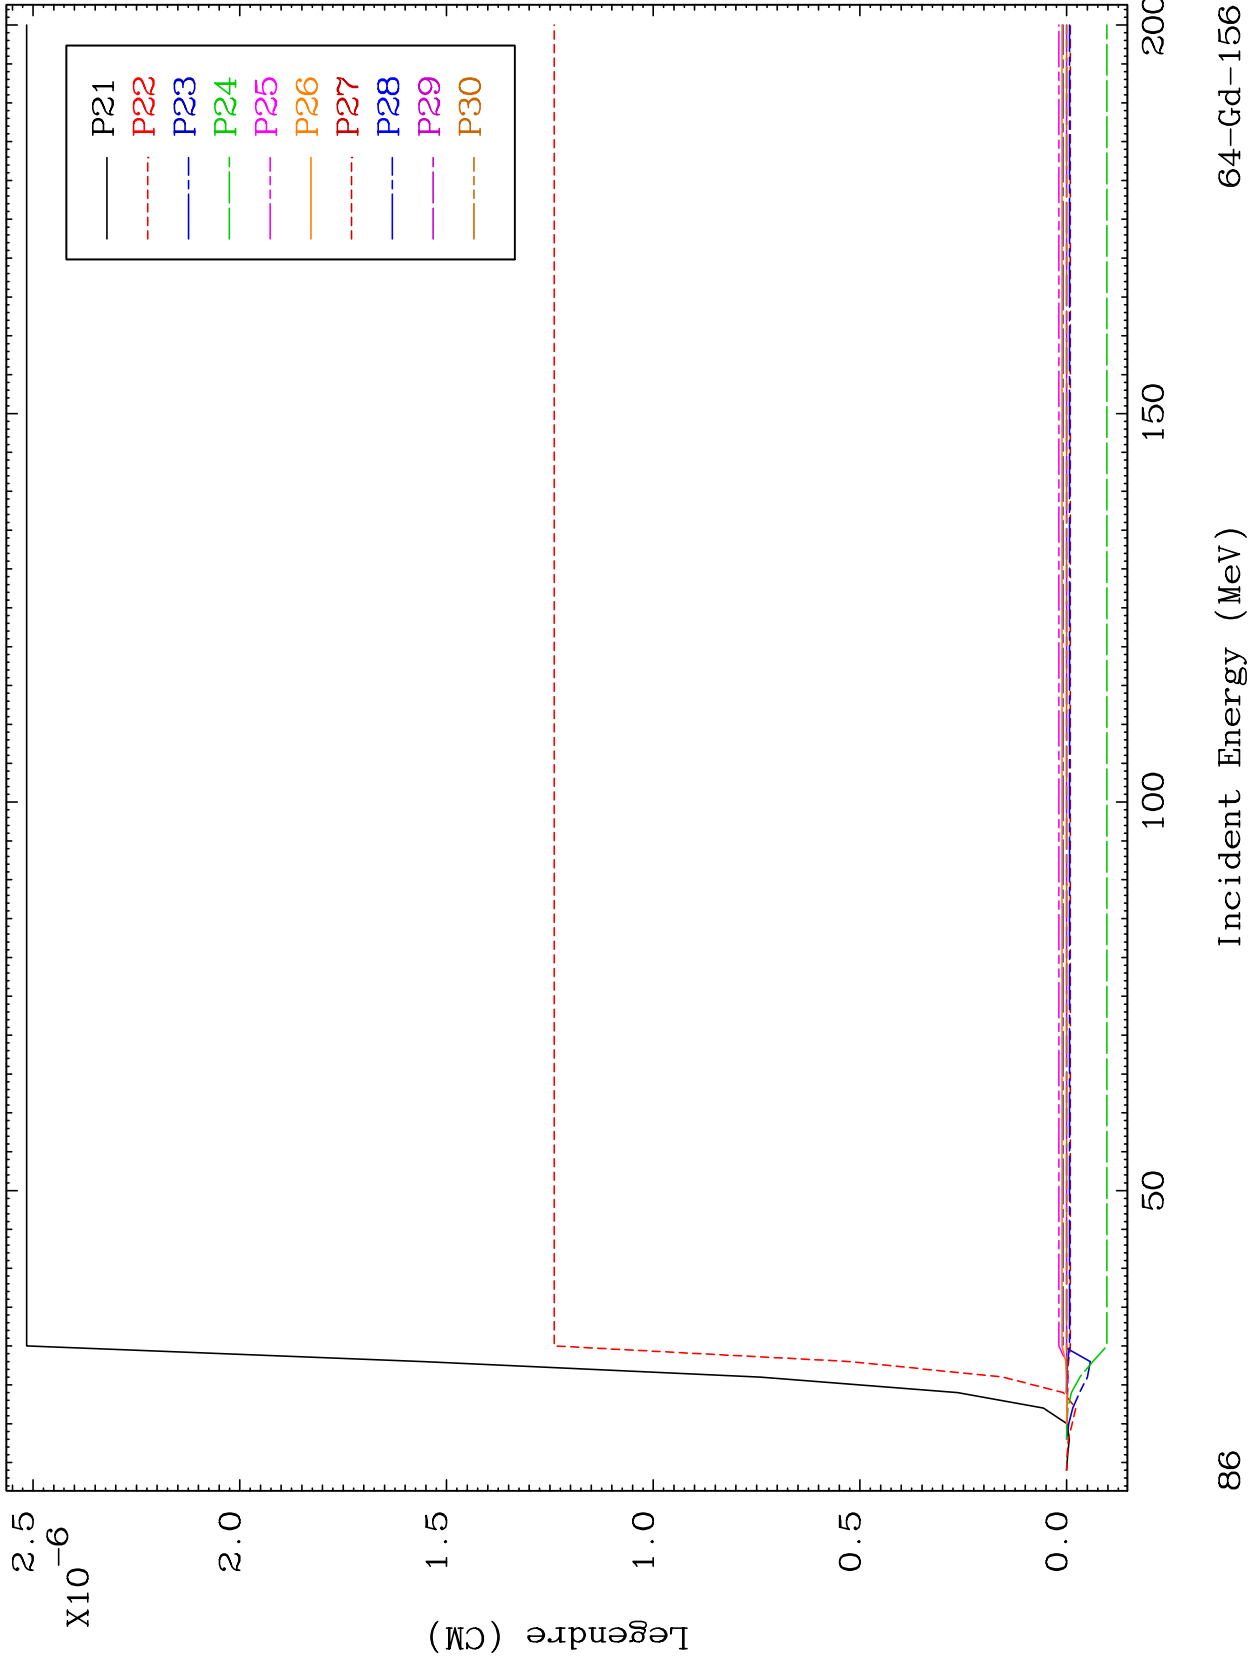 P21
P22
P23
P24
P25
P26
P27
P28
P29
P30
2.5
X10-6
2.0
1.5
1.0
0.5
0.0
Legendre (CM)
50
100
150
200
86
Incident Energy (MeV)
64-Gd-156